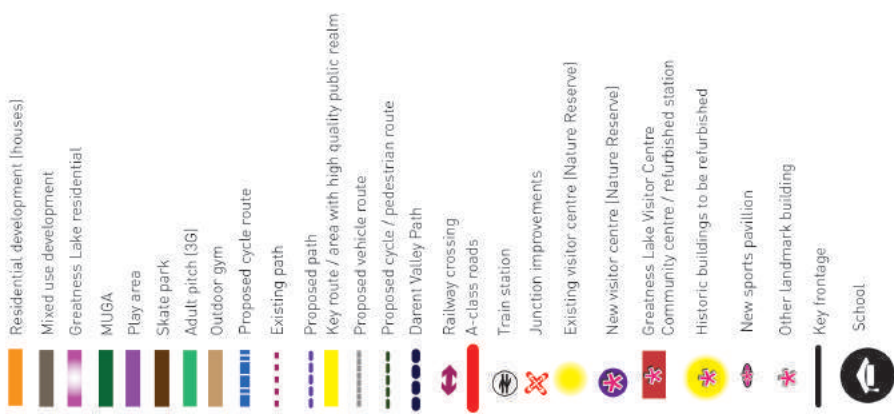 Residential development (houses)
Mixed use development
Greatness Lake residential
MUGA
Play area
Skate park
Adult pitch (3G)
Outdoor gym
Proposed cycle route
Existing path
Proposed path
Key route / area with high quality public realm
Proposed vehicle route
Proposed cycle / pedestrian route
Darent Valley Path
Railway crossing
A-class roads
Train station
Junction improvements
Existing visitor centre (Nature Reserve)
New visitor centre (Nature Reserve)
Greatness Lake Visitor Centre
Community centre / refurbished station
Historic buildings to be refurbished
New sports pavillion
Other landmark building
Key frontage
School